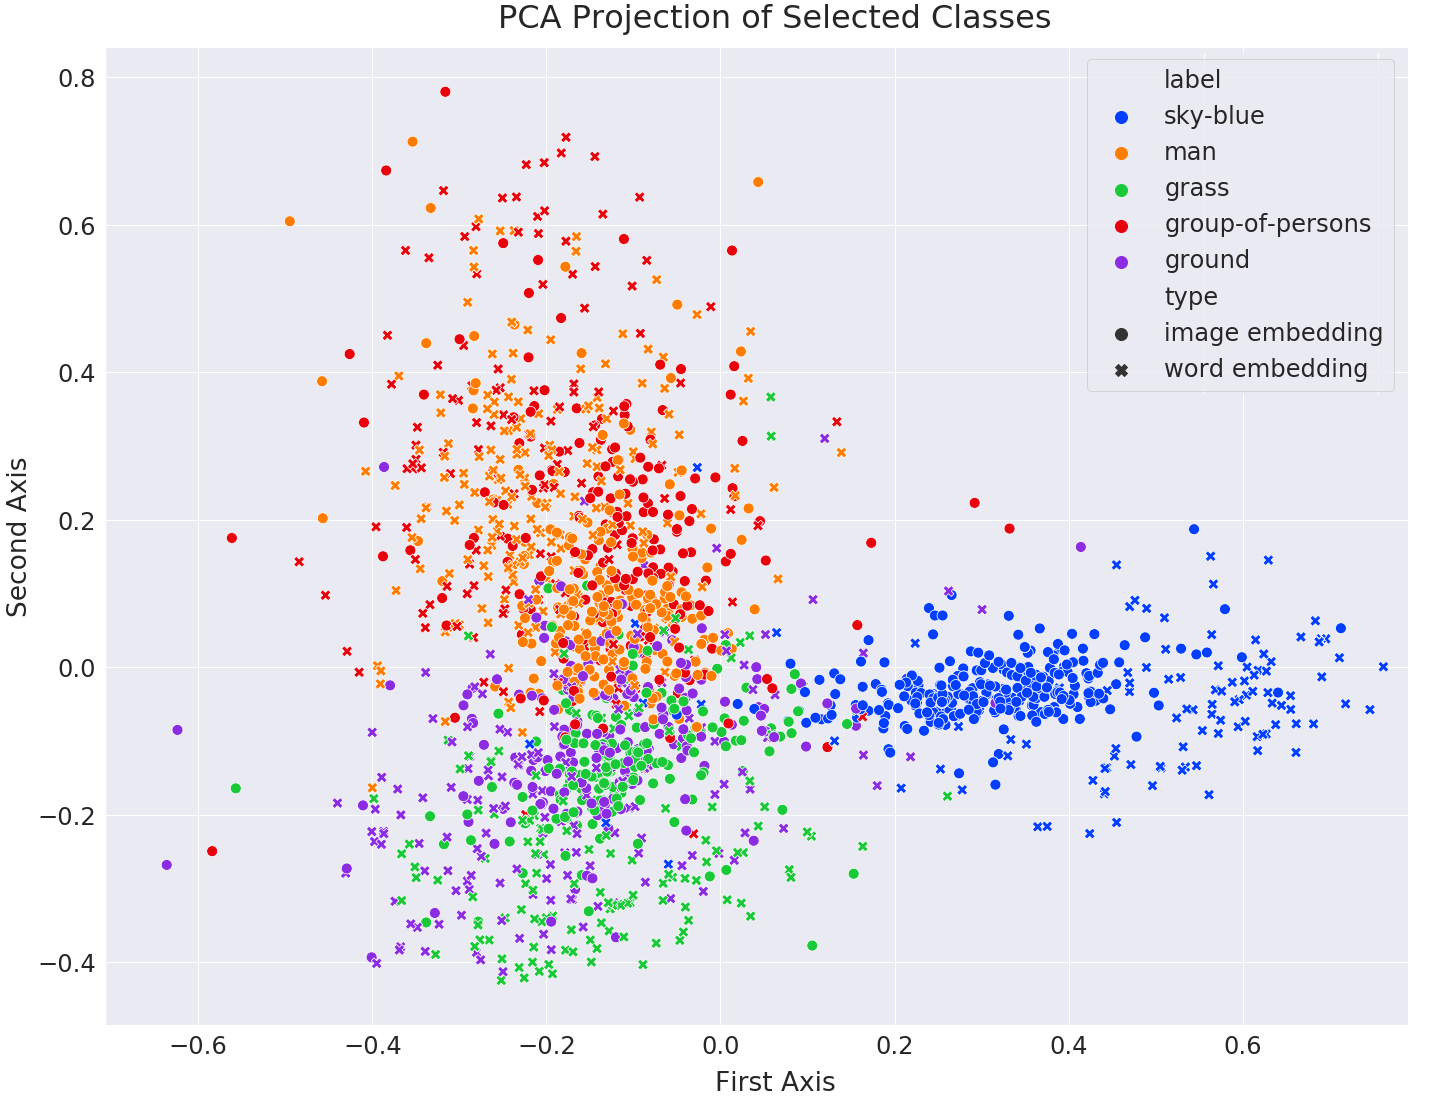 PCA Projection of Selected Classes
label
sky-blue
man
grass
group-of-persons
ground
type
image embedding
word embedding
0.8
0.6
0.4
0.2
0.0
−0.2
−0.4
Second Axis
−0.6
−0.4
−0.2
0.0
0.2
0.4
0.6
First Axis